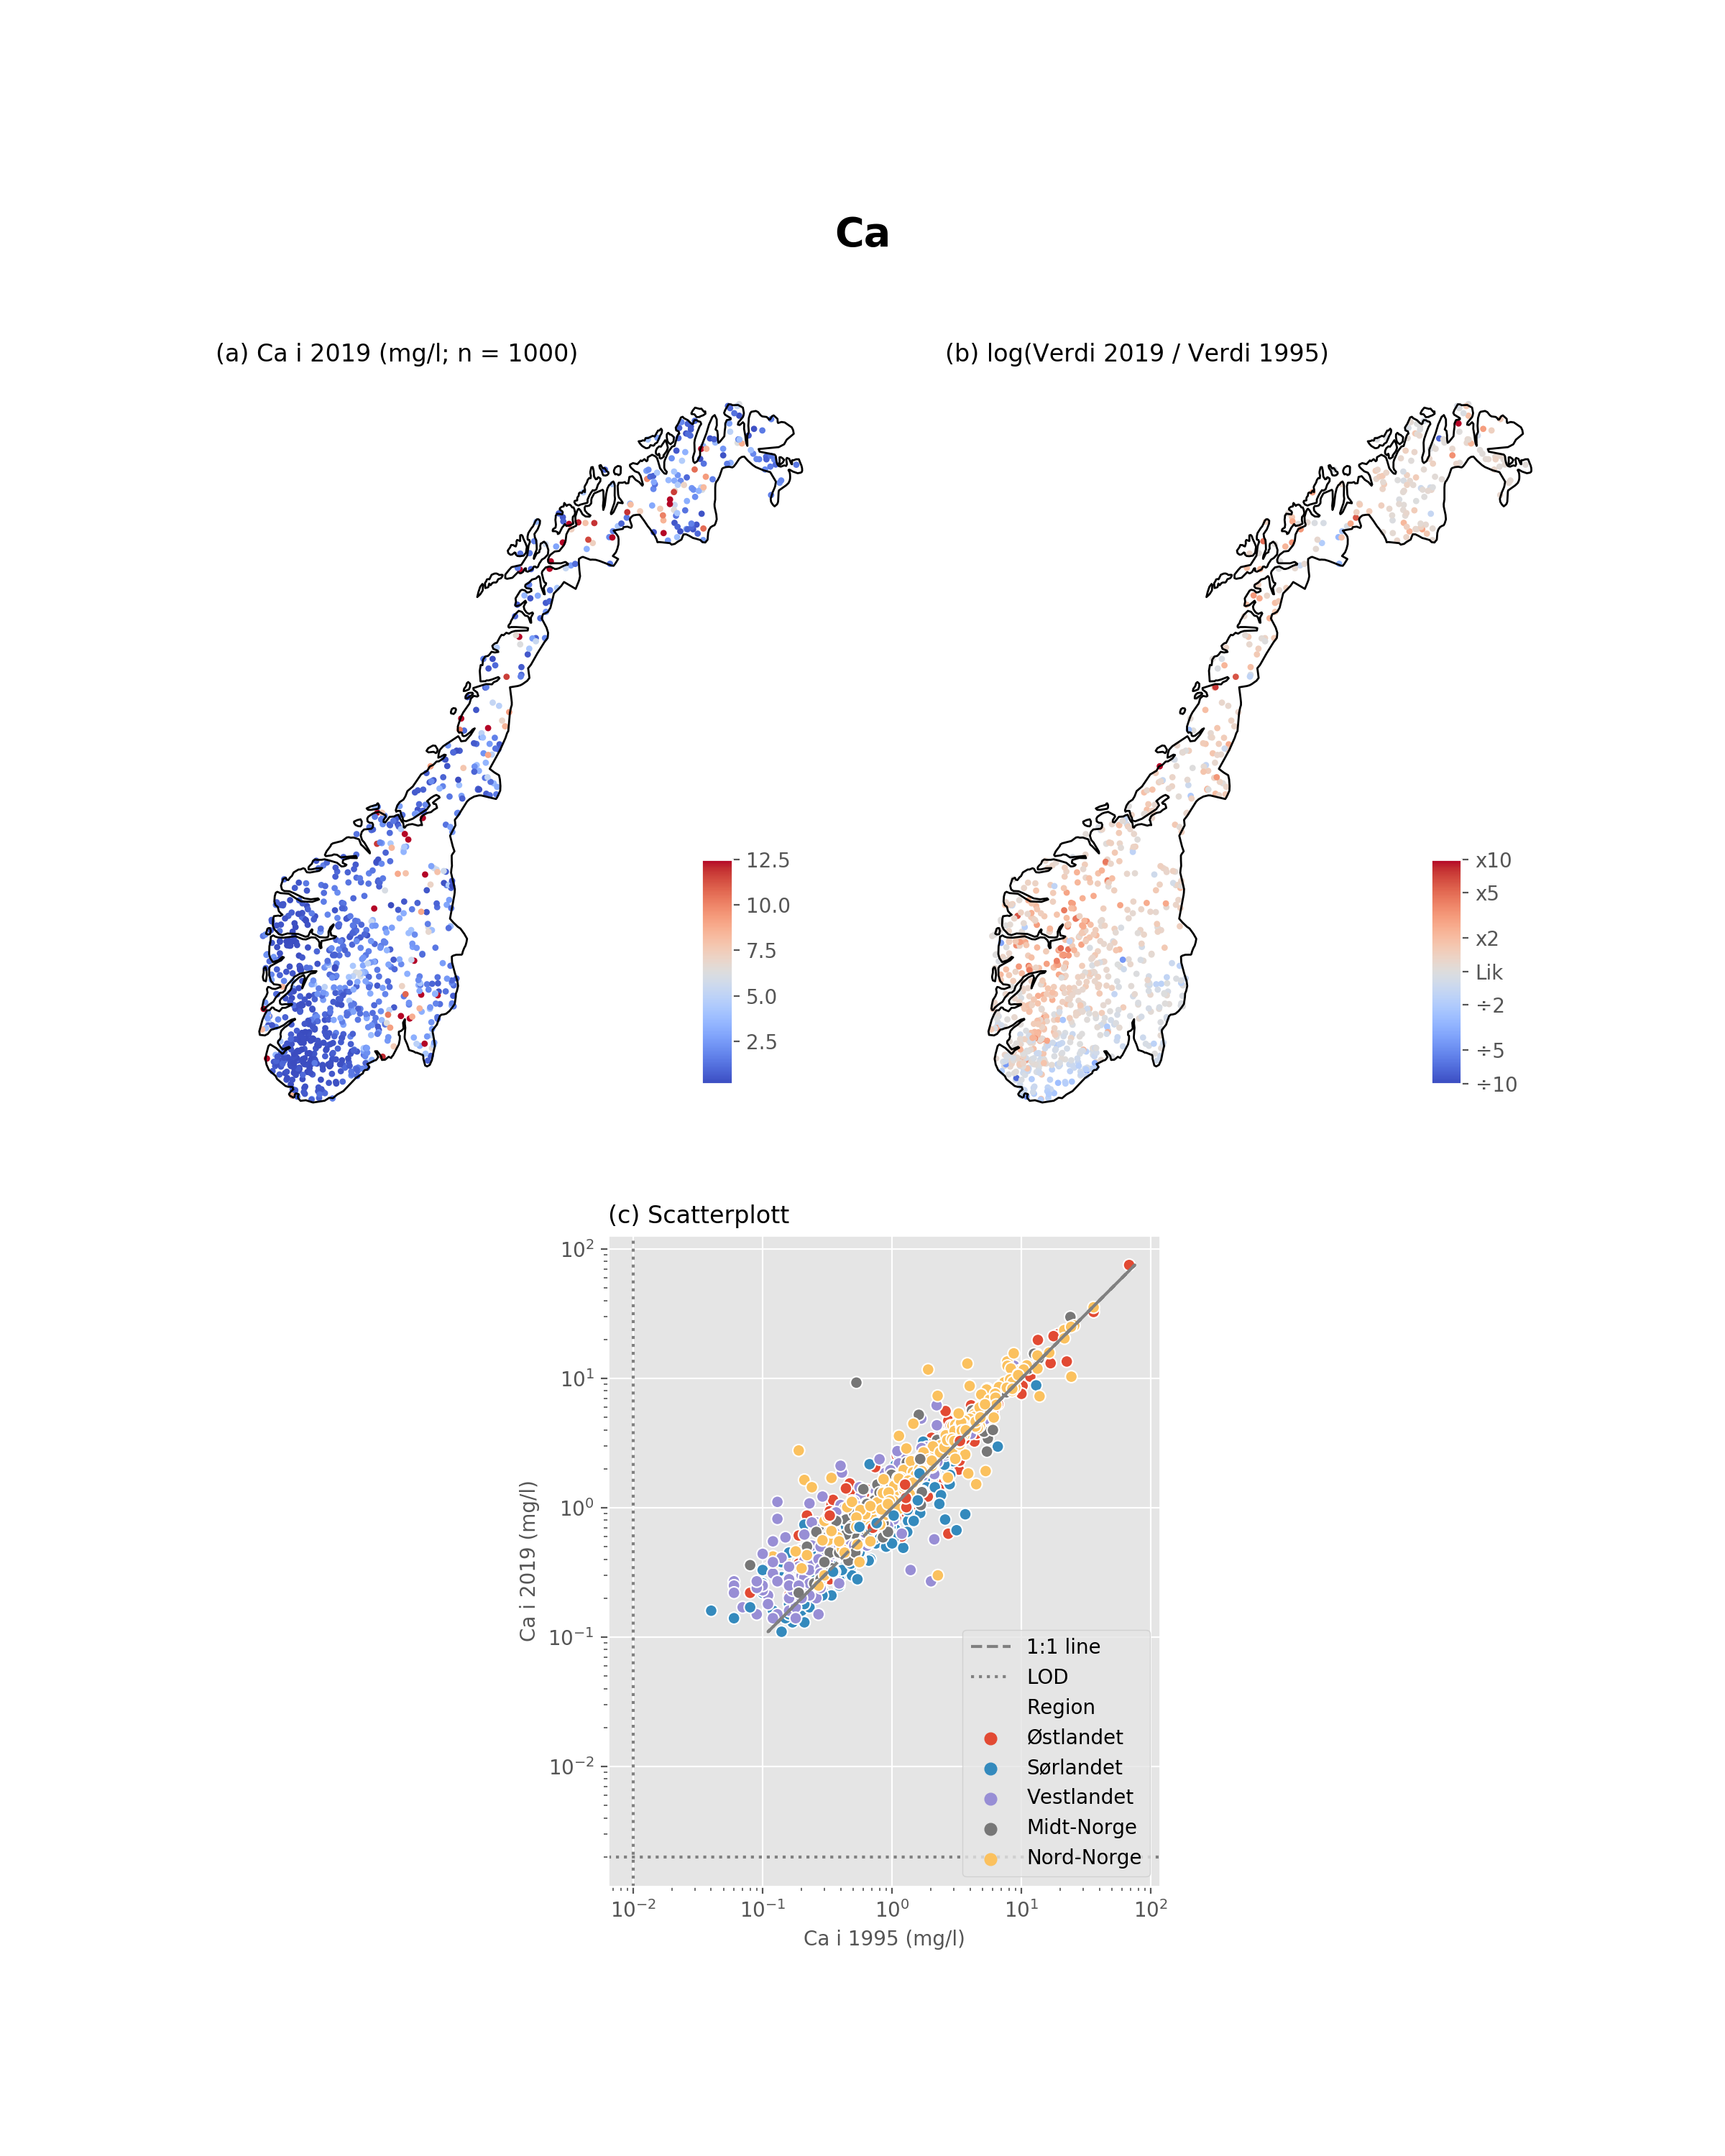 Ca
(a) Ca i 2019 (mg/l; n = 1000)
12.5
10.0
7.5
5.0
2.5
(b) log(Verdi 2019 / Verdi 1995)
x10
x5
x2
Lik
÷2
÷5
÷10
(c) Scatterplott
Ca i 2019 (mg/l)
10²
10¹
10⁰
10⁻¹
10⁻²
1:1 line
LOD
Region
Østlandet
Sørlandet
Vestlandet
Midt-Norge
Nord-Norge
10⁻² 10⁻¹ 10⁰ 10¹ 10²
Ca i 1995 (mg/l)